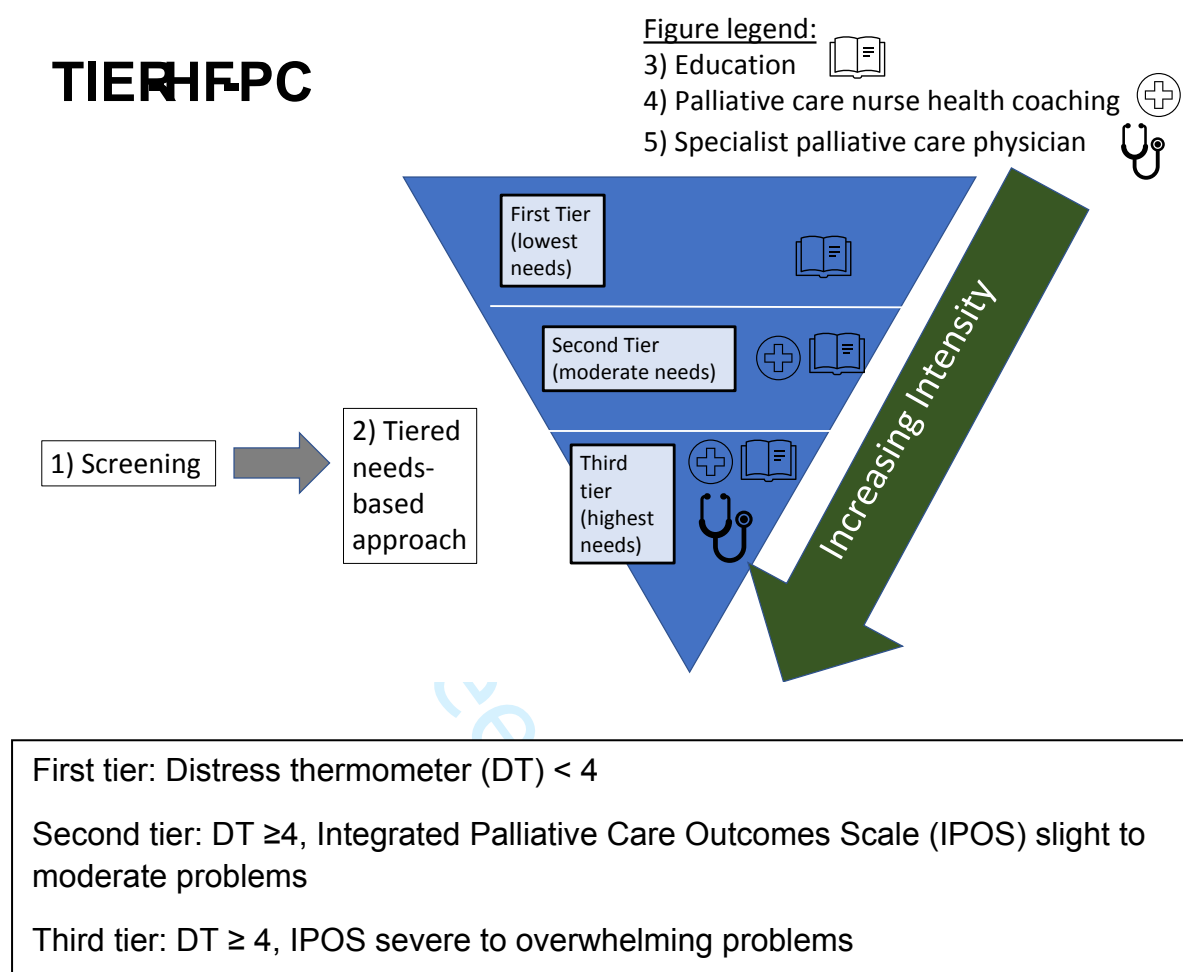 TIER-HF-PC
Figure legend:
3) Education
4) Palliative care nurse health coaching
5) Specialist palliative care physician
First Tier
(lowest
needs)
Second Tier
(moderate needs)
Third
tier
(highest
needs)
Increasing Intensity
1) Screening
2) Tiered
needs-
based
approach
First tier: Distress thermometer (DT) < 4
Second tier: DT ≥4, Integrated Palliative Care Outcomes Scale (IPOS) slight to
moderate problems
Third tier: DT ≥ 4, IPOS severe to overwhelming problems